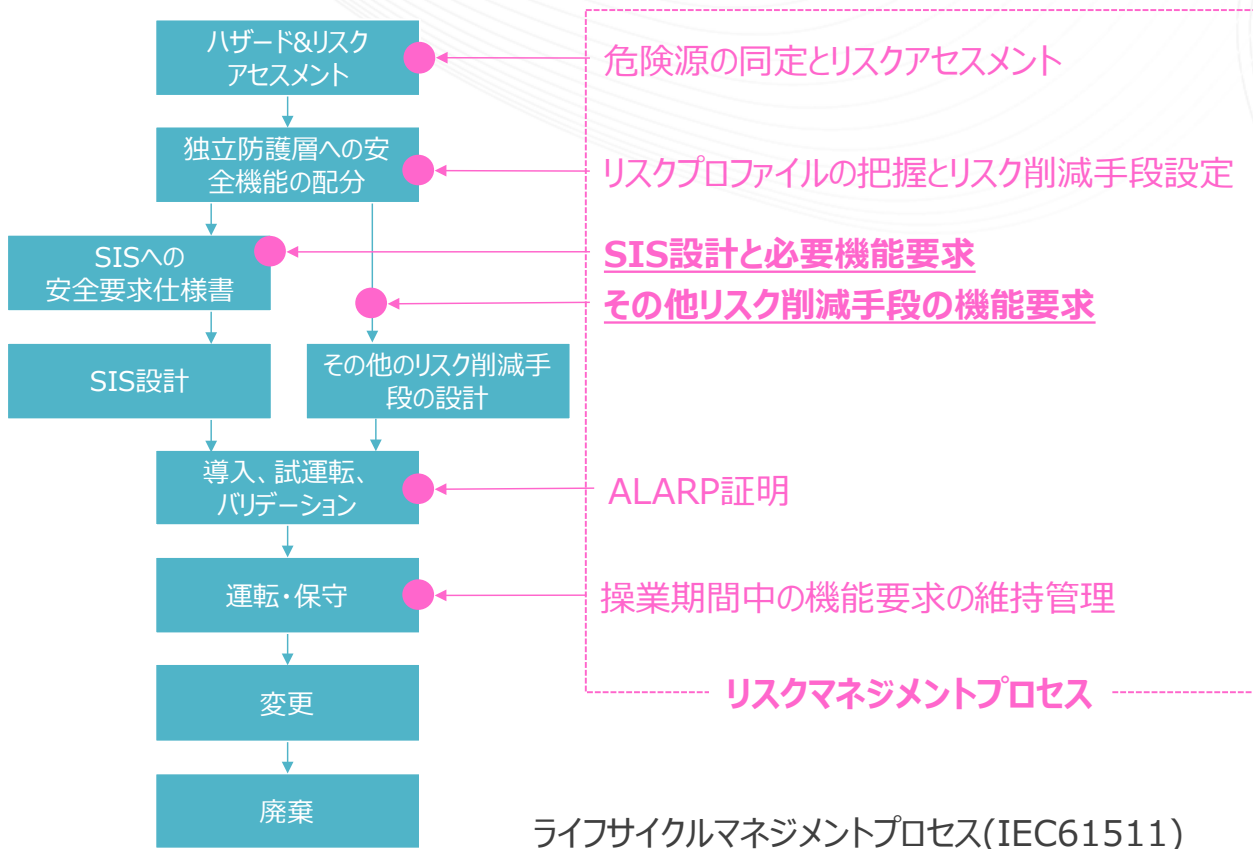 ハザード&リスク
アセスメント
危険源の同定とリスクアセスメント
独立防護層への安
全機能の配分
リスクプロファイルの把握とリスク削減手段設定
SISへの
安全要求仕様書
SIS設計と必要機能要求
その他リスク削減手段の機能要求
SIS設計
その他のリスク削減手
段の設計
導入、試運転、
バリデーション
ALARP証明
運転・保守
操業期間中の機能要求の維持管理
変更
リスクマネジメントプロセス
廃棄
ライフサイクルマネジメントプロセス(IEC61511)